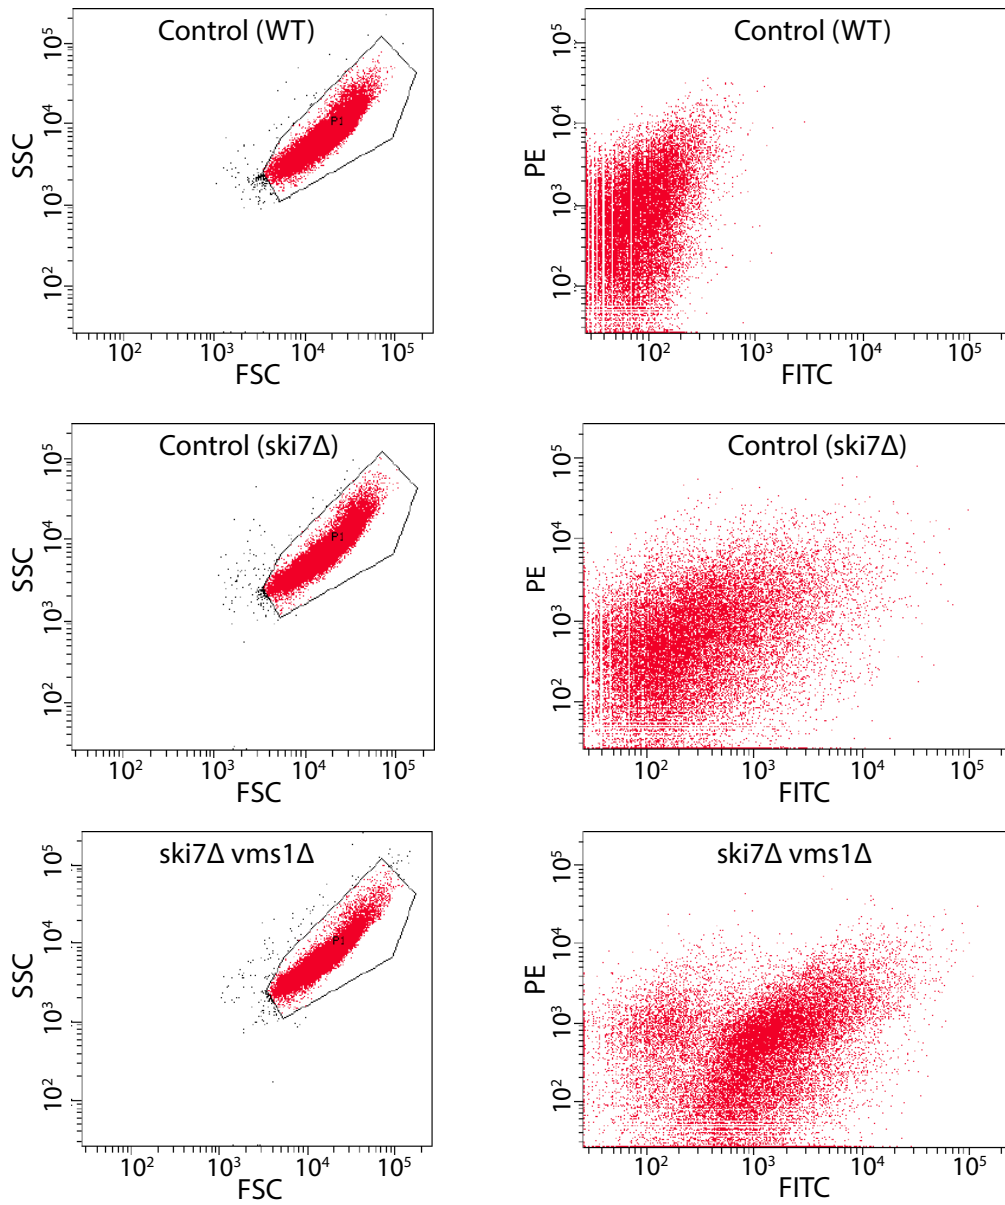 Control (WT)
10⁵
10⁴
10³
10²
SSC
P1
10² 10³ 10⁴ 10⁵
FSC
Control (WT)
10⁵
10⁴
10³
10²
PE
10² 10³ 10⁴ 10⁵
FITC
Control (ski7Δ)
10⁵
10⁴
10³
10²
SSC
P1
10² 10³ 10⁴ 10⁵
FSC
Control (ski7Δ)
10⁵
10⁴
10³
10²
PE
10² 10³ 10⁴ 10⁵
FITC
ski7Δ vms1Δ
10⁵
10⁴
10³
10²
SSC
P1
10² 10³ 10⁴ 10⁵
FSC
ski7Δ vms1Δ
10⁵
10⁴
10³
10²
PE
10² 10³ 10⁴ 10⁵
FITC